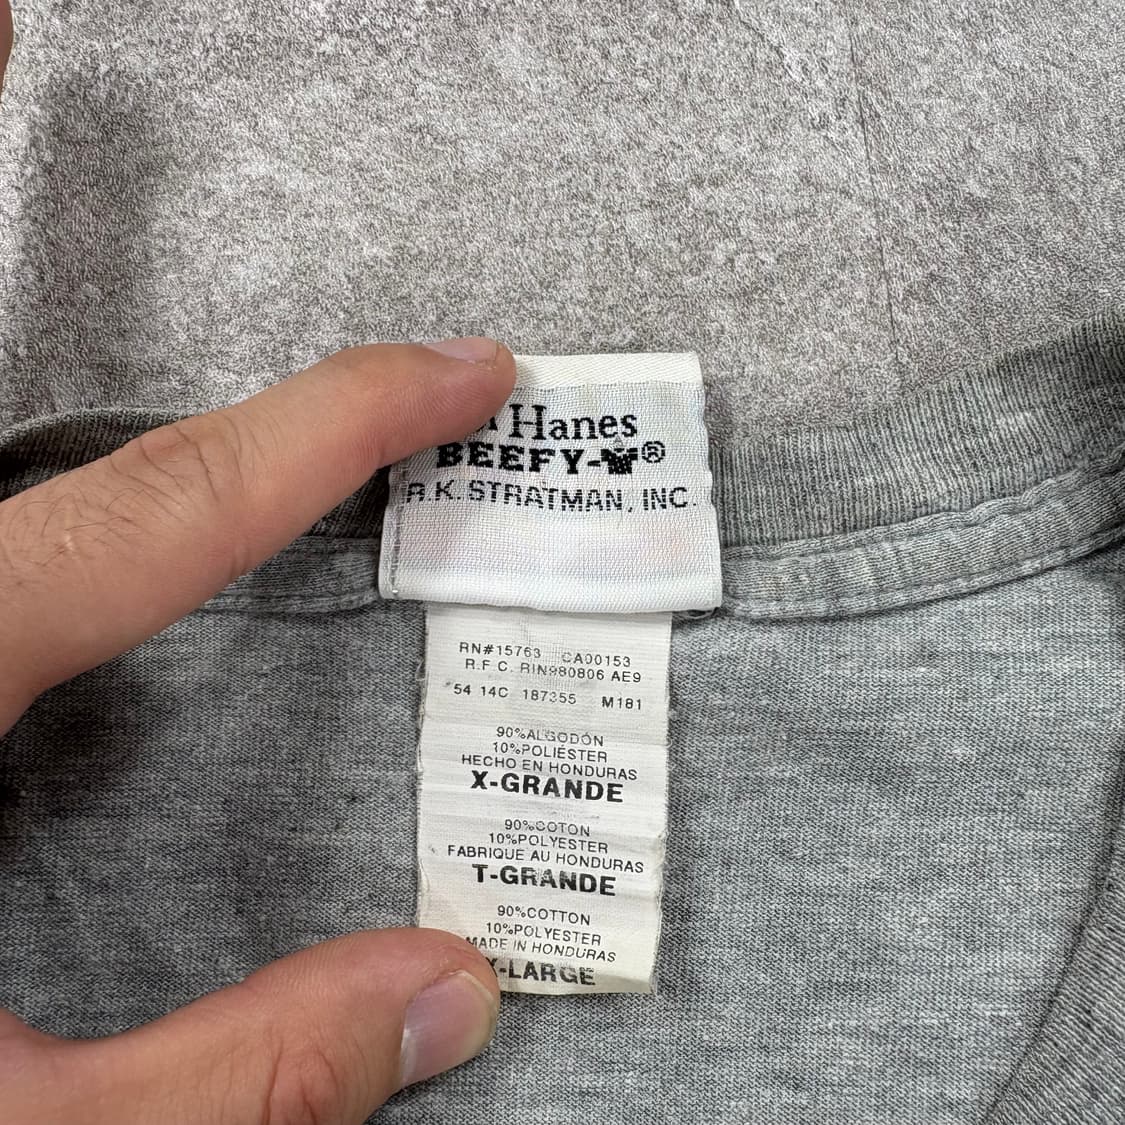 Hanes
BEEFY-T®
R.K. STRATMAN, INC.
RN#15763 CA00153
R.F.C. RIN980806 AE9
54 14C 187355 M181
90%ALGODÓN
10%POLIÉSTER
HECHO EN HONDURAS
X-GRANDE
90%COTON
10%POLYESTER
FABRIQUE AU HONDURAS
T-GRANDE
90%COTTON
10%POLYESTER
MADE IN HONDURAS
X-LARGE